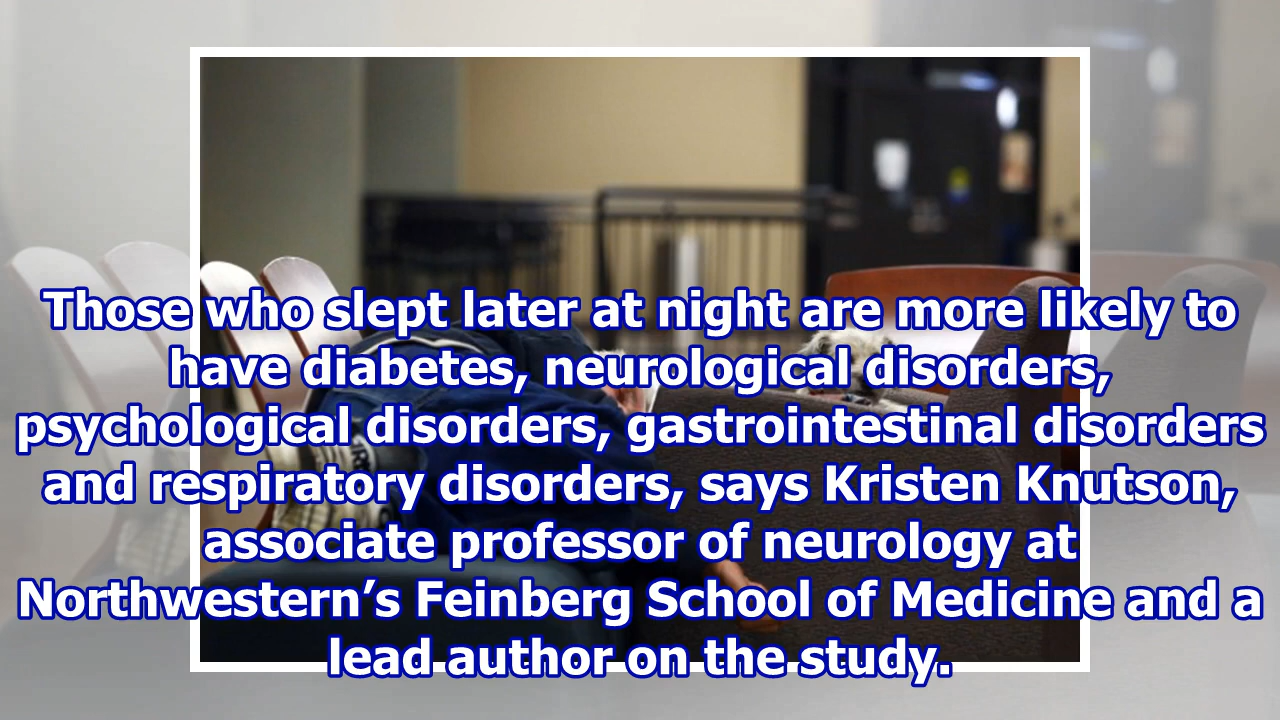 Those who slept later at night are more likely to
have diabetes, neurological disorders,
psychological disorders, gastrointestinal disorders
and respiratory disorders, says Kristen Knutson,
associate professor of neurology at
Northwestern’s Feinberg School of Medicine and a
lead author on the study.